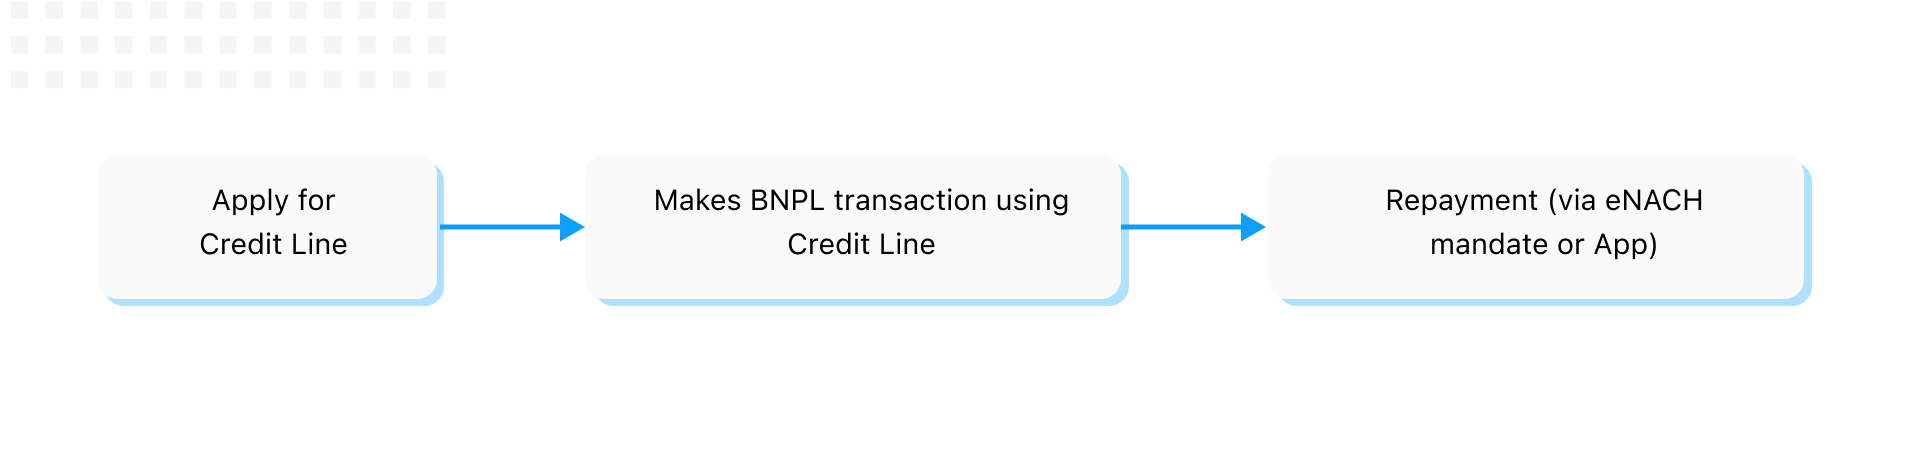 Apply for
Credit Line
Makes BNPL transaction using
Credit Line
Repayment (via eNACH
mandate or App)